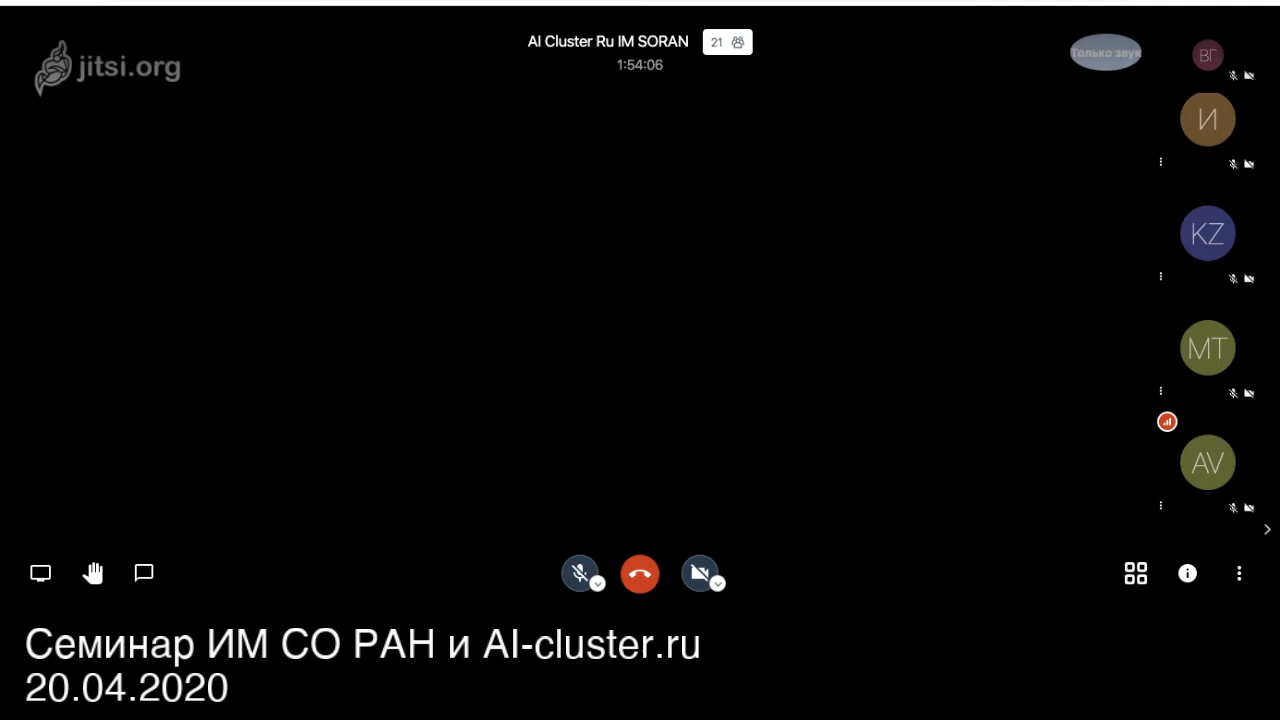 jitsi.org
AI Cluster Ru IM SORAN 21
1:54:06
Только звук
ВГ
И
KZ
MT
AV
Семинар ИМ СО РАН и AI-cluster.ru
20.04.2020